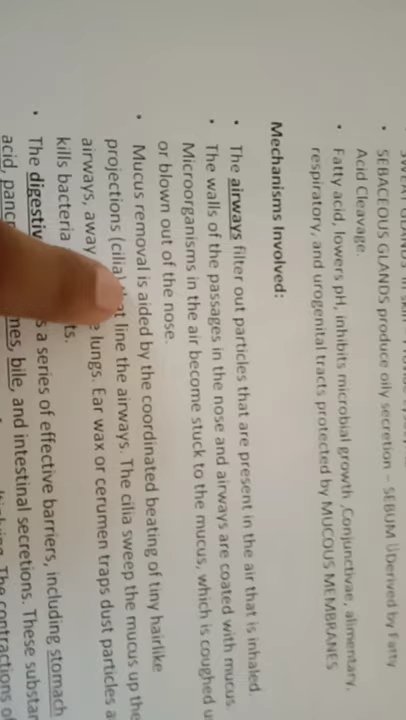 SEBACEOUS GLANDS produce oily secretion – SEBUM Derived by Fatty
Acid Cleavage.
• Fatty acid, lowers pH, inhibits microbial growth ,Conjunctivae, alimentary,
respiratory, and urogenital tracts protected by MUCOUS MEMBRANES
Mechanisms Involved:
• The airways filter out particles that are present in the air that is inhaled.
• The walls of the passages in the nose and airways are coated with mucus.
Microorganisms in the air become stuck to the mucus, which is coughed u
or blown out of the nose.
• Mucus removal is aided by the coordinated beating of tiny hairlike
projections (cilia) that line the airways. The cilia sweep the mucus up the
airways, away lungs. Ear wax or cerumen traps dust particles a
kills bacteria
• The digestiv s a series of effective barriers, including stomach
acid, panc mes, bile, and intestinal secretions. These substan
The contractions of